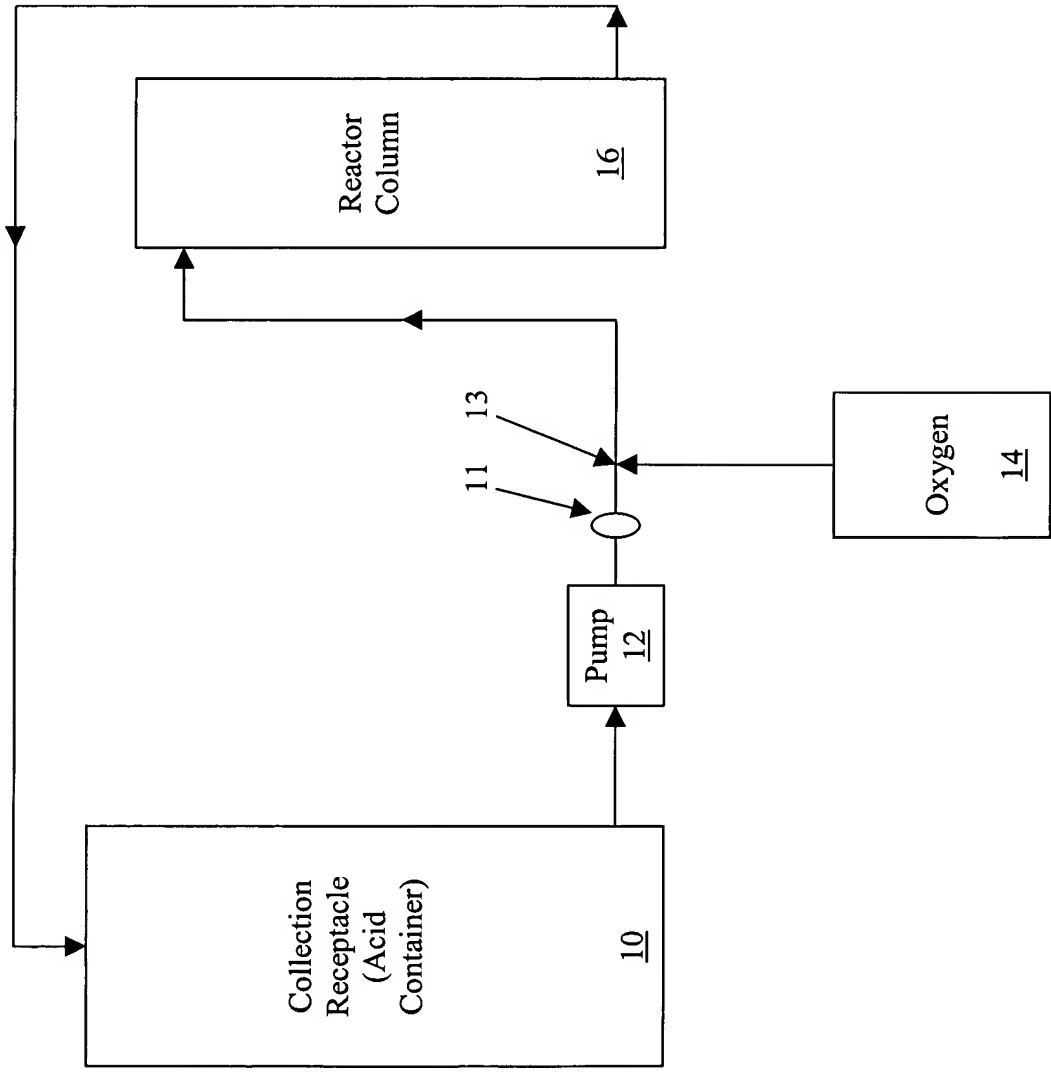 Collection
Receptacle
(Acid
Container)
10
Pump
12
11
13
Oxygen
14
Reactor
Column
16